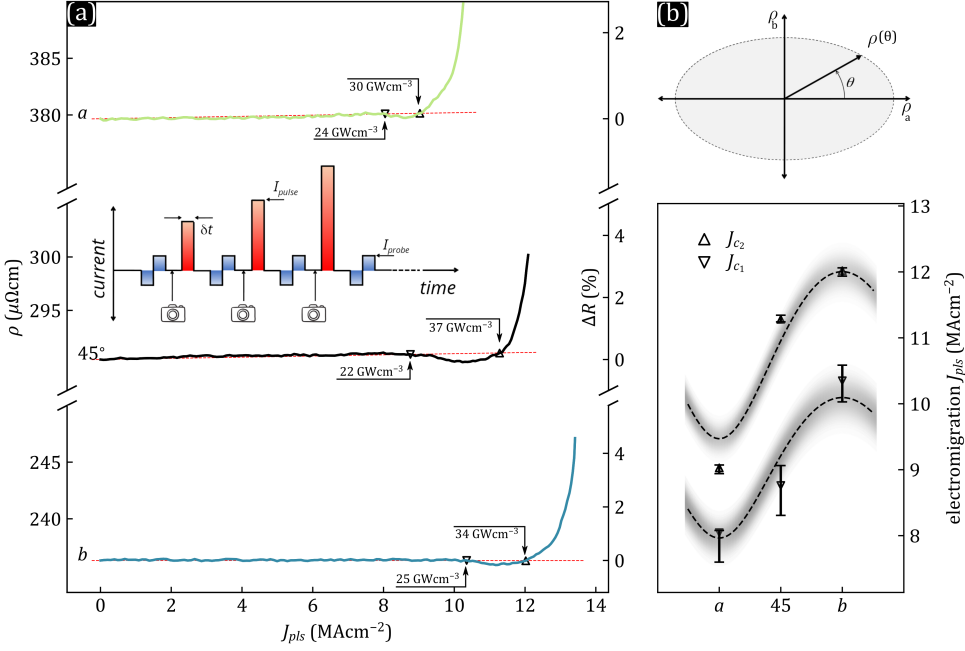 (a)
385
380
a
30 GWcm⁻³
24 GWcm⁻³
2
0
current
δt
I_pulse
I_probe
time
300
295
ρ (μΩcm)
45°
37 GWcm⁻³
22 GWcm⁻³
4
2
0
ΔR (%)
245
240
b
34 GWcm⁻³
25 GWcm⁻³
4
2
0
0 2 4 6 8 10 12 14
J_pls (MAcm⁻²)
(b)
ρ_b
ρ(θ)
θ
ρ_a
J_c₂
J_c₁
13
12
11
10
9
8
electromigration J_pls (MAcm⁻²)
a 45 b